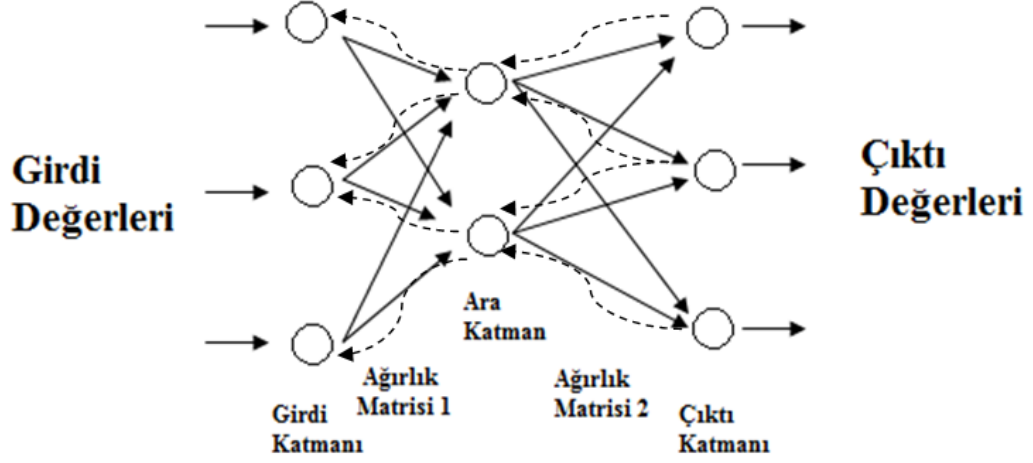 Girdi
Değerleri
Çıktı
Değerleri
Ara
Katman
Ağırlık
Matrisi 1
Ağırlık
Matrisi 2
Girdi
Katmanı
Çıktı
Katmanı